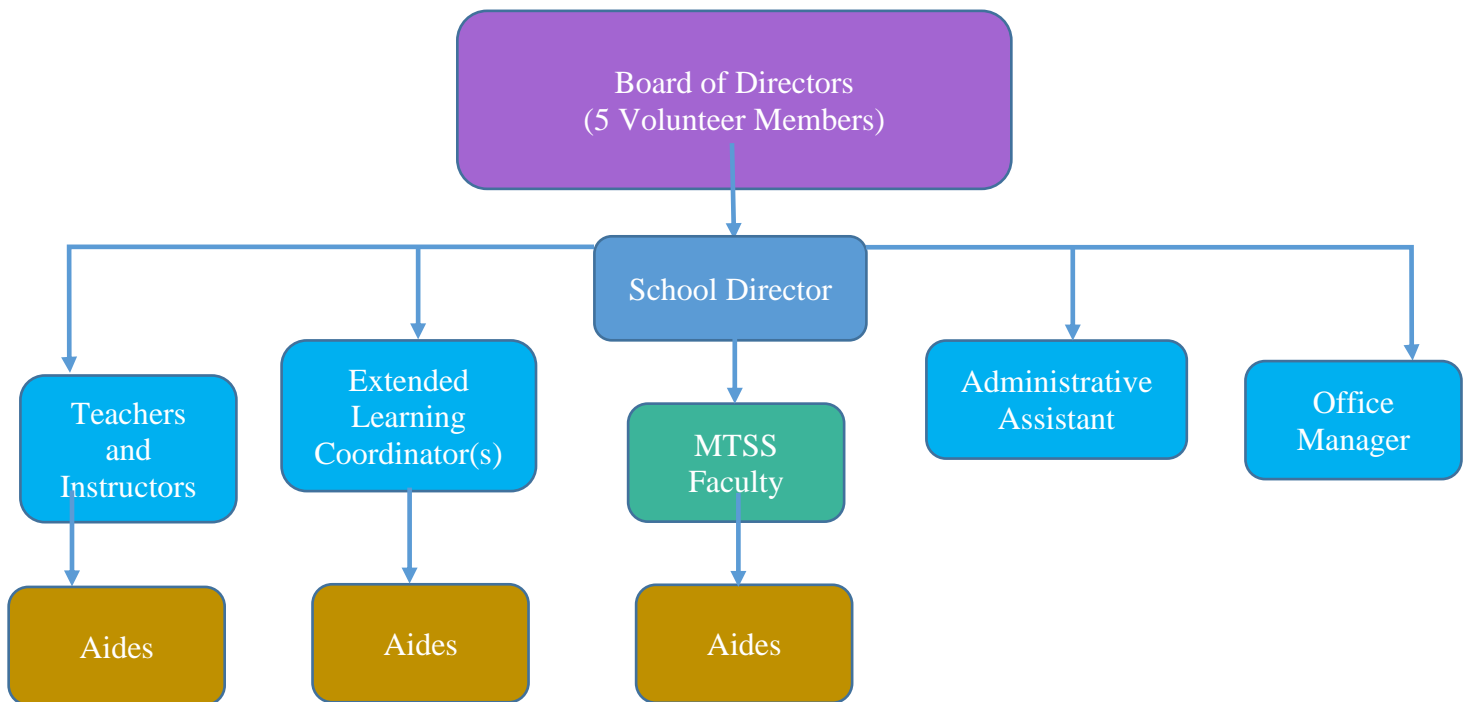 Board of Directors
(5 Volunteer Members)
School Director
Teachers
and
Instructors
Extended
Learning
Coordinator(s)
MTSS
Faculty
Administrative
Assistant
Office
Manager
Aides
Aides
Aides